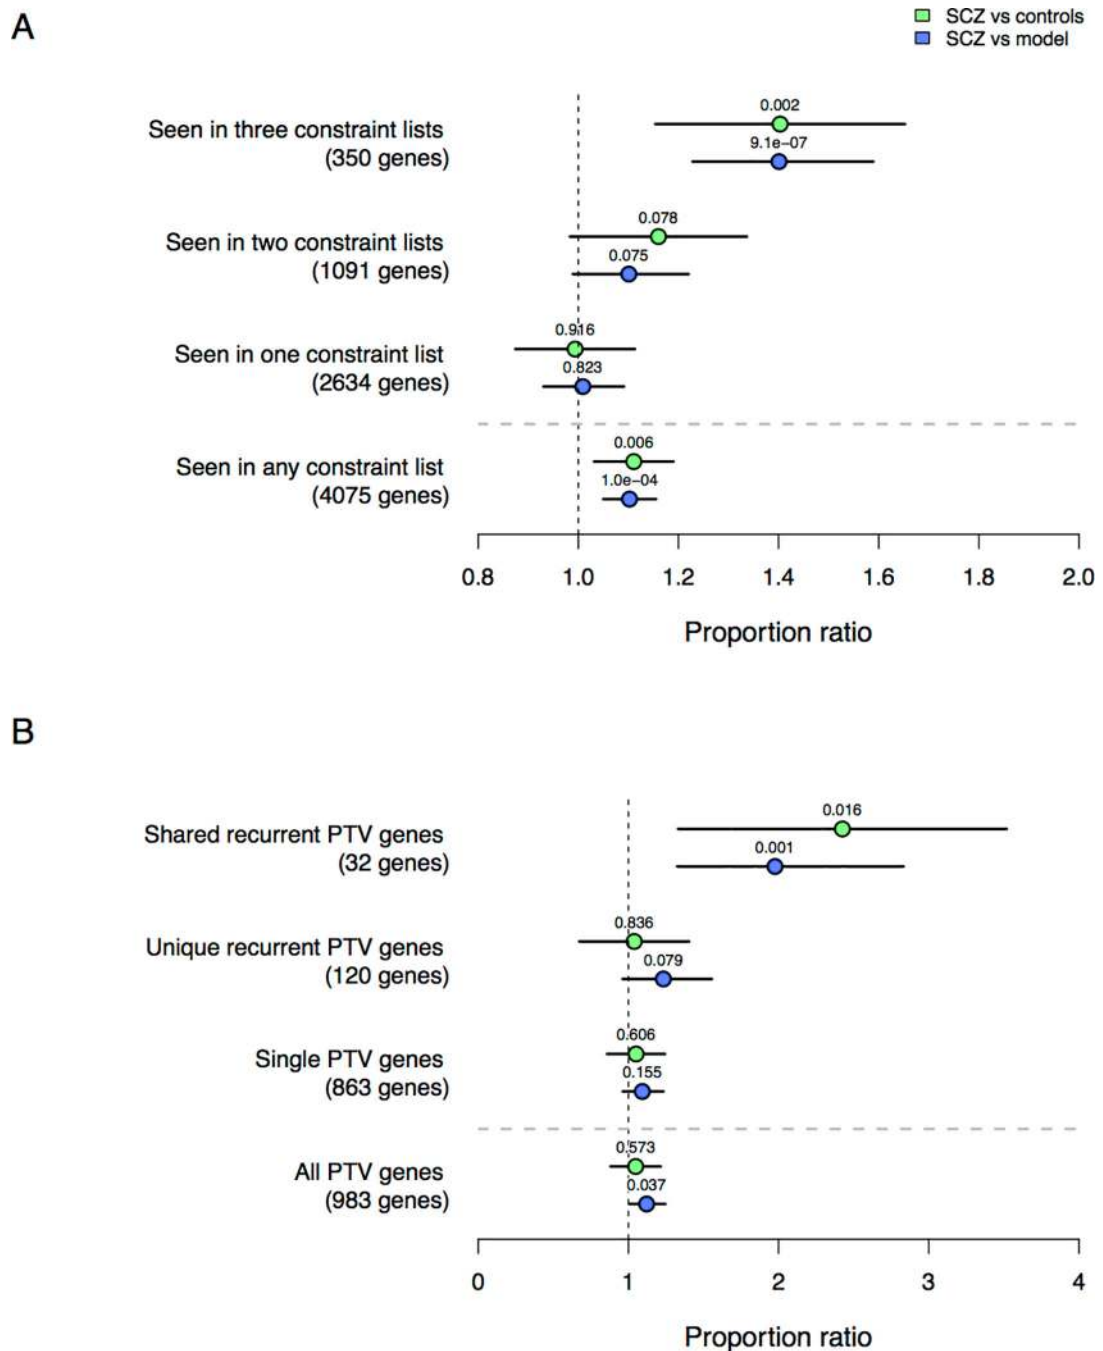 A
SCZ vs controls
SCZ vs model
Seen in three constraint lists
(350 genes)
0.002
9.1e−07
Seen in two constraint lists
(1091 genes)
0.078
0.075
Seen in one constraint list
(2634 genes)
0.916
0.823
Seen in any constraint list
(4075 genes)
0.006
1.0e−04
0.8 1.0 1.2 1.4 1.6 1.8 2.0
Proportion ratio
B
Shared recurrent PTV genes
(32 genes)
0.016
0.001
Unique recurrent PTV genes
(120 genes)
0.836
0.079
Single PTV genes
(863 genes)
0.606
0.155
All PTV genes
(983 genes)
0.573
0.037
0 1 2 3 4
Proportion ratio